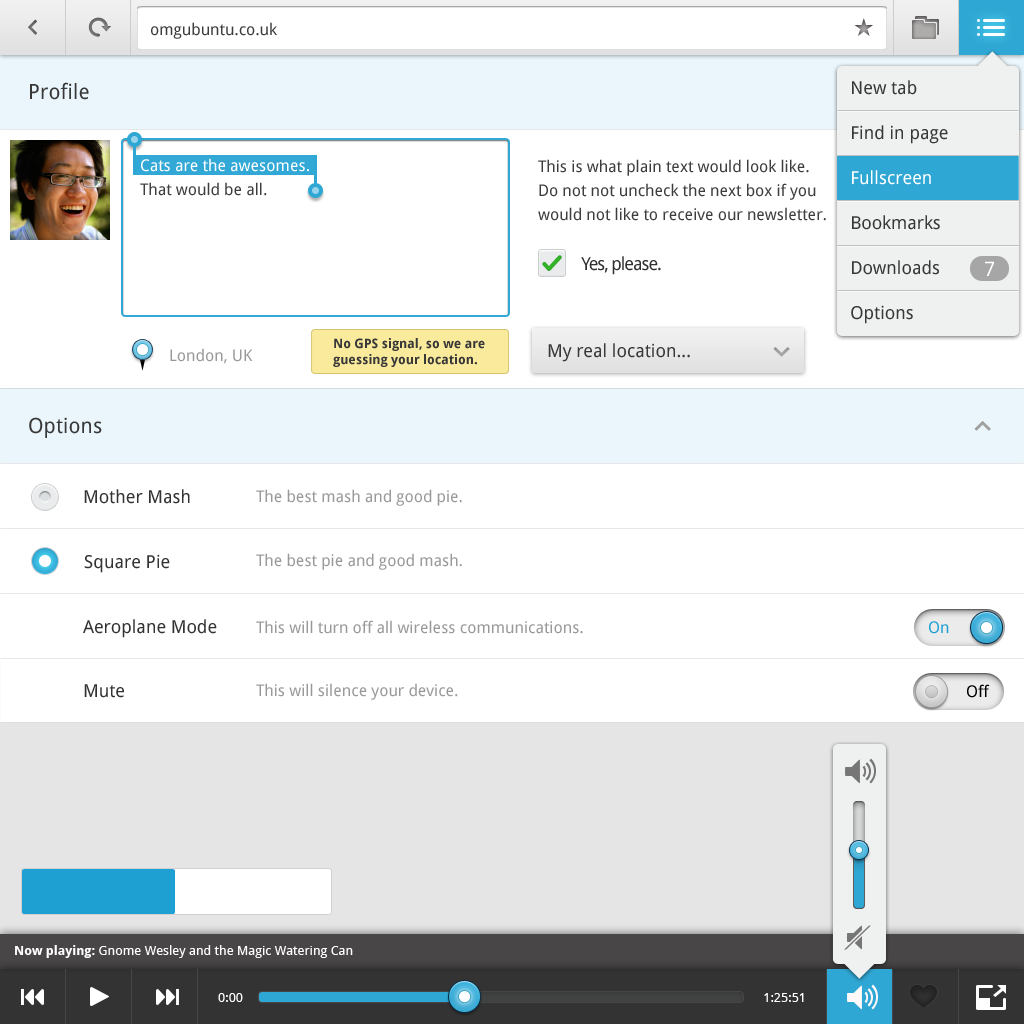 omgubuntu.co.uk
New tab
Find in page
Fullscreen
Bookmarks
Downloads 7
Options
Profile
Cats are the awesomes.
That would be all.
This is what plain text would look like.
Do not not uncheck the next box if you
would not like to receive our newsletter.
Yes, please.
London, UK
No GPS signal, so we are
guessing your location.
My real location...
Options
Mother Mash The best mash and good pie.
Square Pie The best pie and good mash.
Aeroplane Mode This will turn off all wireless communications. On
Mute This will silence your device. Off
Now playing: Gnome Wesley and the Magic Watering Can
0:00 1:25:51